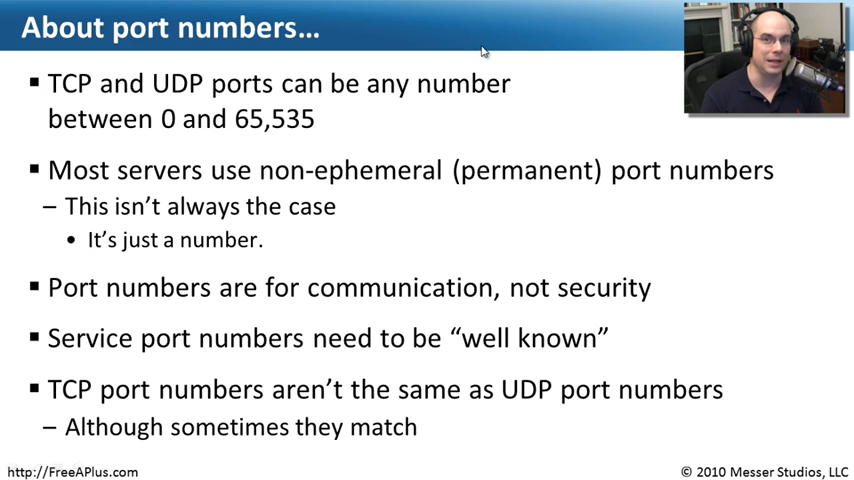 About port numbers...
▪ TCP and UDP ports can be any number
between 0 and 65,535
▪ Most servers use non-ephemeral (permanent) port numbers
– This isn’t always the case
• It’s just a number.
▪ Port numbers are for communication, not security
▪ Service port numbers need to be “well known”
▪ TCP port numbers aren’t the same as UDP port numbers
– Although sometimes they match
http://FreeAPlus.com
© 2010 Messer Studios, LLC